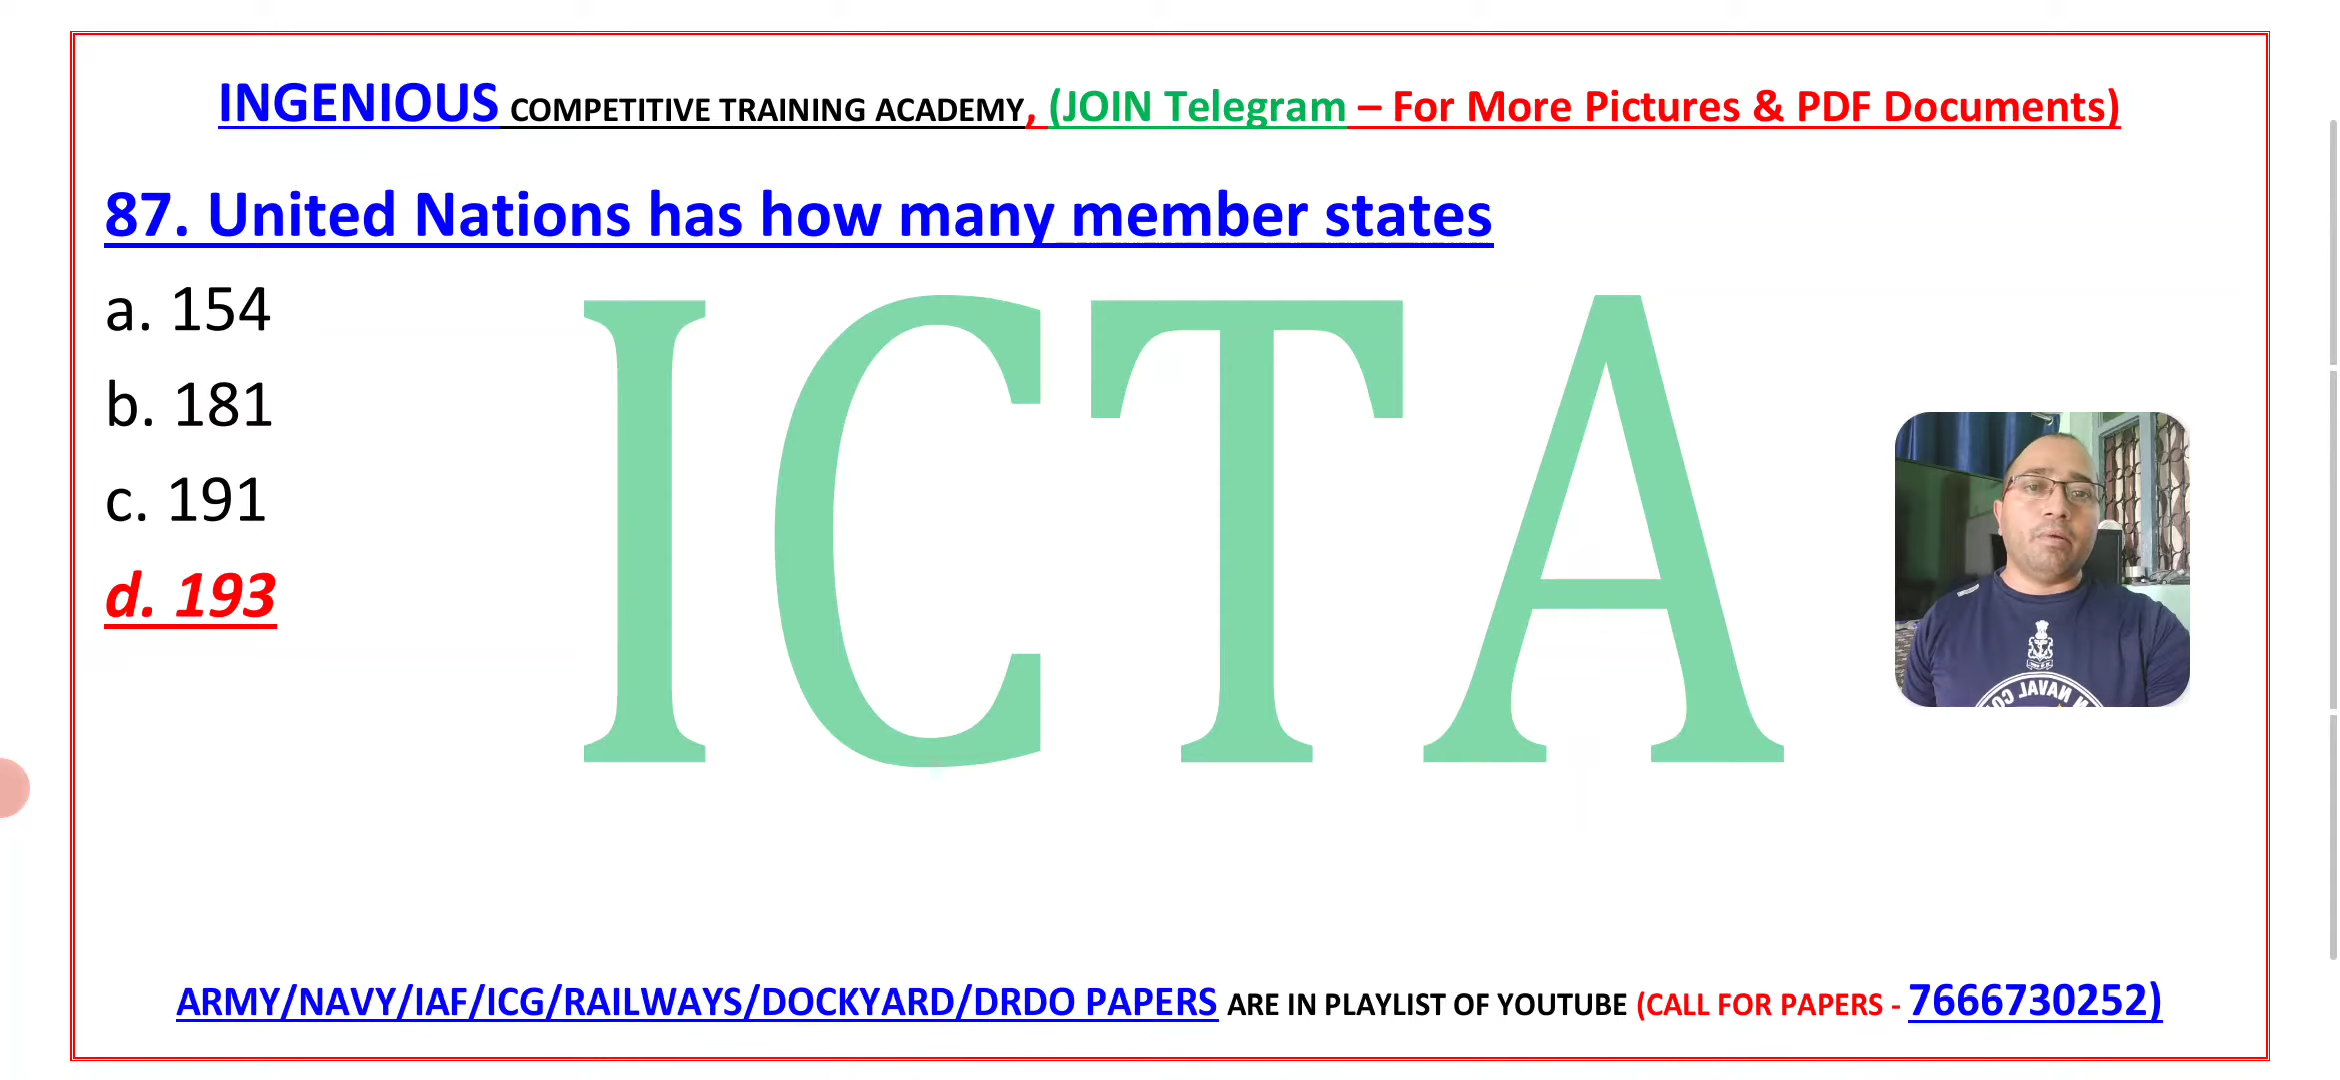 INGENIOUS COMPETITIVE TRAINING ACADEMY, (JOIN Telegram – For More Pictures & PDF Documents)
87. United Nations has how many member states
a. 154
b. 181
c. 191
d. 193
ICTA
NAVAL
ARMY/NAVY/IAF/ICG/RAILWAYS/DOCKYARD/DRDO PAPERS ARE IN PLAYLIST OF YOUTUBE (CALL FOR PAPERS - 7666730252)